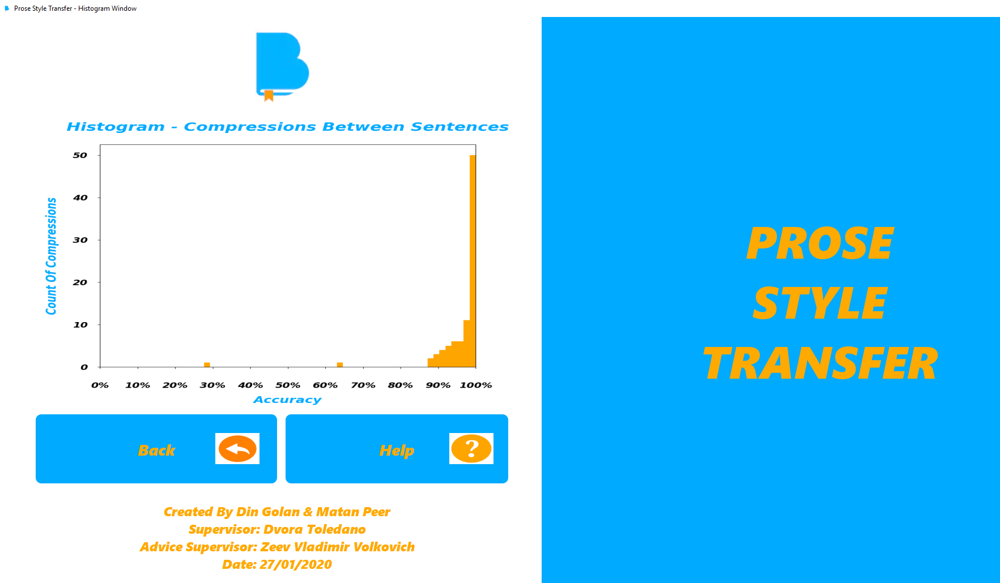 Prose Style Transfer - Histogram Window
Histogram - Compressions Between Sentences
Count Of Compressions
50
40
30
20
10
0
0% 10% 20% 30% 40% 50% 60% 70% 80% 90% 100%
Accuracy
Back
Help
?
Created By Din Golan & Matan Peer
Supervisor: Dvora Toledano
Advice Supervisor: Zeev Vladimir Volkovich
Date: 27/01/2020
PROSE
STYLE
TRANSFER